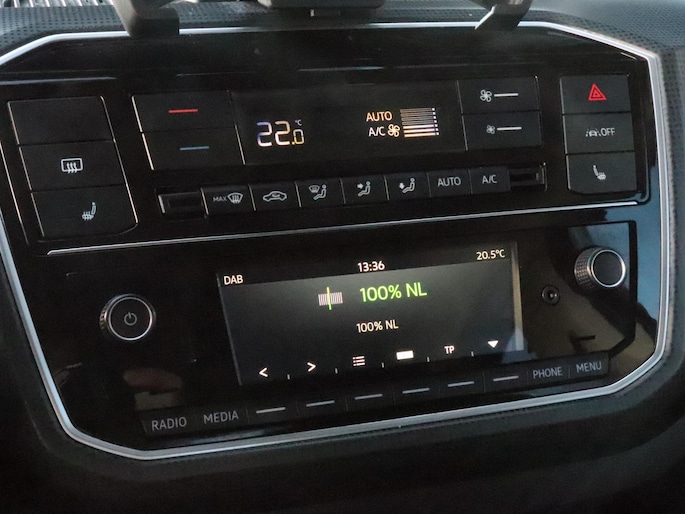 22.0 °C
AUTO
A/C
OFF
MAX
AUTO
A/C
DAB
13:36
20.5°C
100% NL
100% NL
< > TP
RADIO MEDIA PHONE MENU